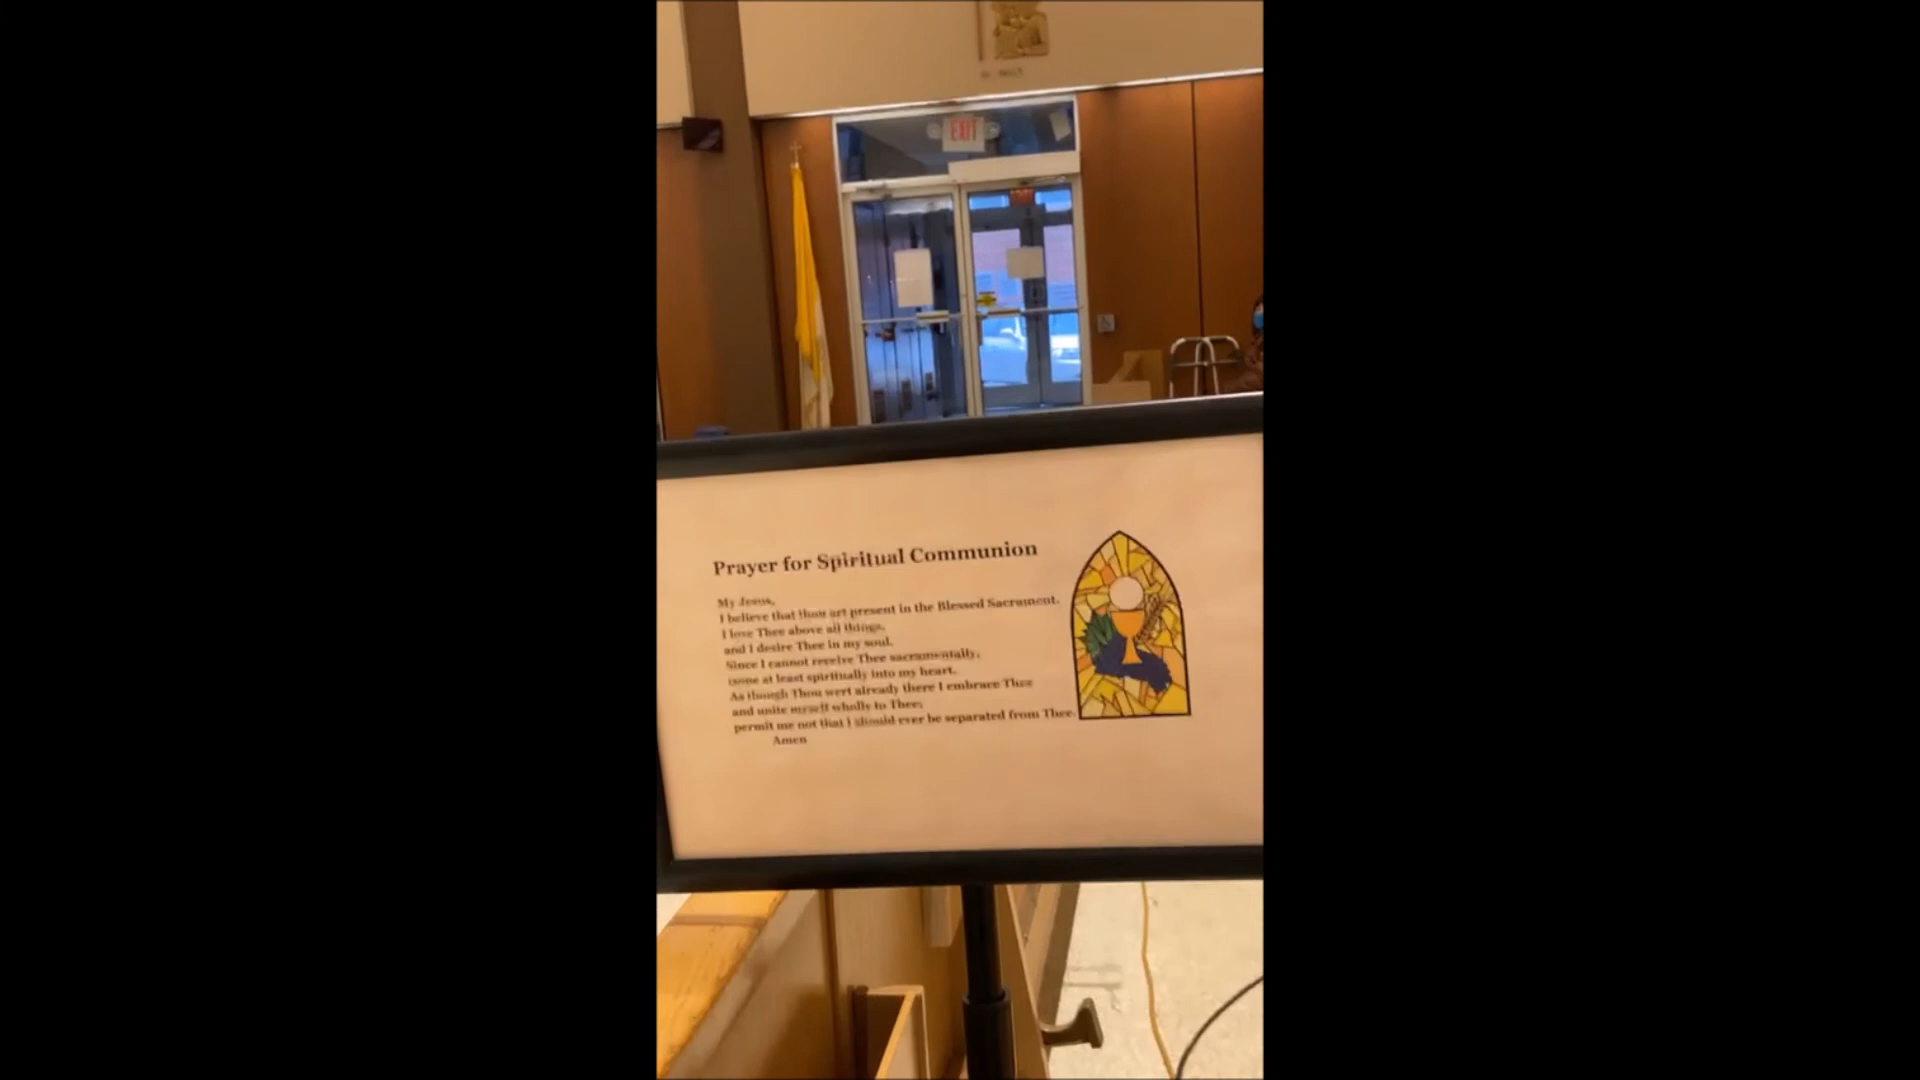 EXIT
Prayer for Spiritual Communion
My Jesus,
I believe that thou art present in the Blessed Sacrament.
I love Thee above all things,
and I desire Thee in my soul.
Since I cannot receive Thee sacramentally,
come at least spiritually into my heart.
As though Thou wert already there I embrace Thee
and unite myself wholly to Thee;
permit me not that I should ever be separated from Thee.
Amen